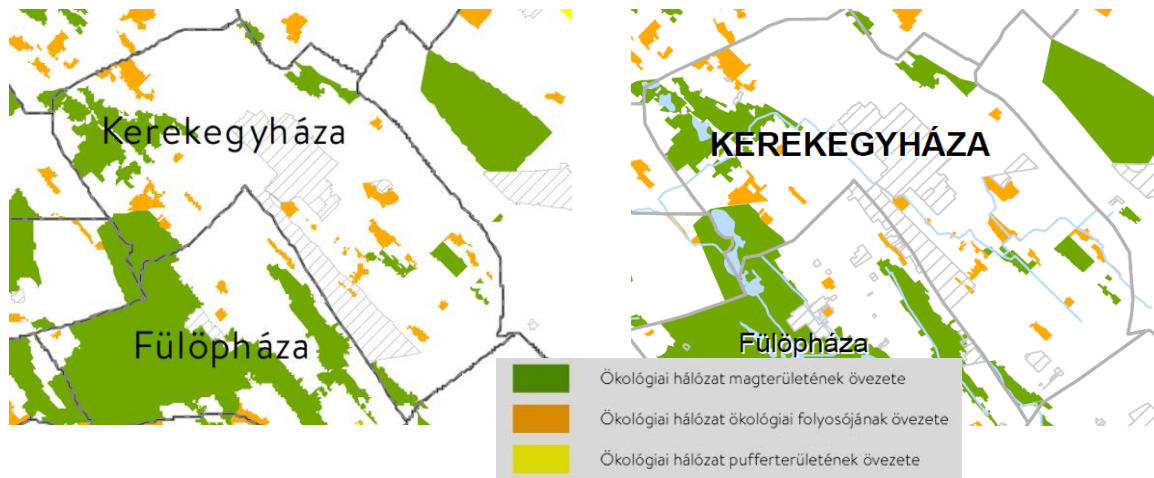 Kerekegyháza
KEREKEGYHÁZA
Fülöpháza
Fülöpháza
Ökológiai hálózat magterületének övezete
Ökológiai hálózat ökológiai folyosójának övezete
Ökológiai hálózat pufferterületének övezete